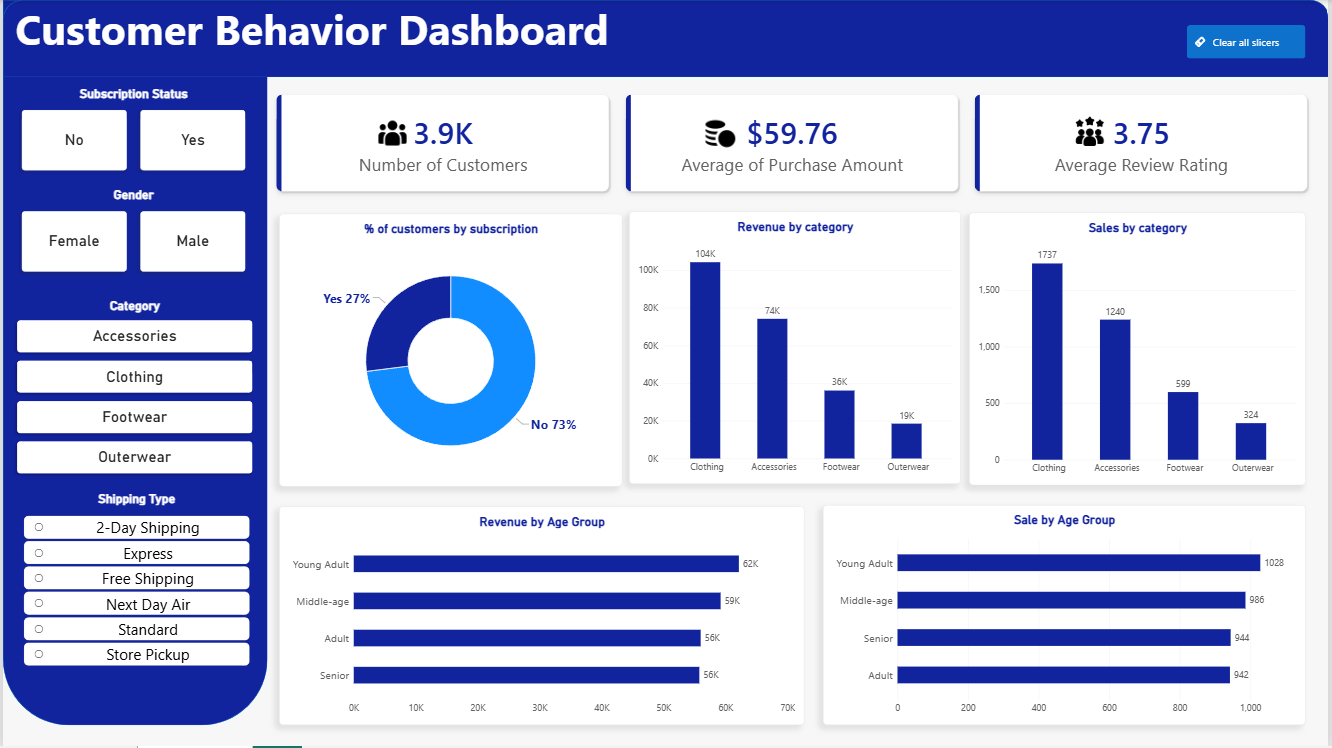 Customer Behavior Dashboard
Clear all slicers
Subscription Status
No
Yes
Gender
Female
Male
Category
Accessories
Clothing
Footwear
Outerwear
Shipping Type
2-Day Shipping
Express
Free Shipping
Next Day Air
Standard
Store Pickup
3.9K
Number of Customers
$59.76
Average of Purchase Amount
3.75
Average Review Rating
% of customers by subscription
Yes 27%
No 73%
Revenue by category
100K
80K
60K
40K
20K
0K
104K
74K
36K
19K
Clothing
Accessories
Footwear
Outerwear
Sales by category
1,500
1,000
500
0
1737
1240
599
324
Clothing
Accessories
Footwear
Outerwear
Revenue by Age Group
Young Adult
62K
Middle-age
59K
Adult
56K
Senior
56K
0K
10K
20K
30K
40K
50K
60K
70K
Sale by Age Group
Young Adult
1028
Middle-age
986
Senior
944
Adult
942
0
200
400
600
800
1,000